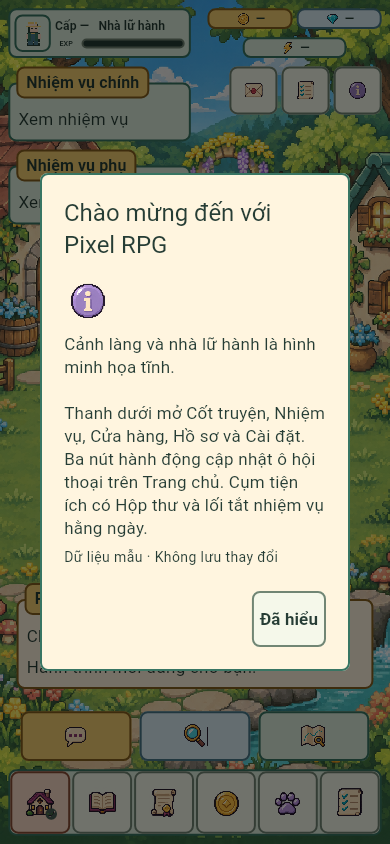 Cấp — Nhà lữ hành
EXP
—
—
—
Nhiệm vụ chính
Xem nhiệm vụ
Nhiệm vụ phụ
Chào mừng đến với
Pixel RPG
Cảnh làng và nhà lữ hành là hình
minh họa tĩnh.
Thanh dưới mở Cốt truyện, Nhiệm
vụ, Cửa hàng, Hồ sơ và Cài đặt.
Ba nút hành động cập nhật ô hội
thoại trên Trang chủ. Cụm tiện
ích có Hộp thư và lối tắt nhiệm vụ
hằng ngày.
Dữ liệu mẫu · Không lưu thay đổi
Đã hiểu